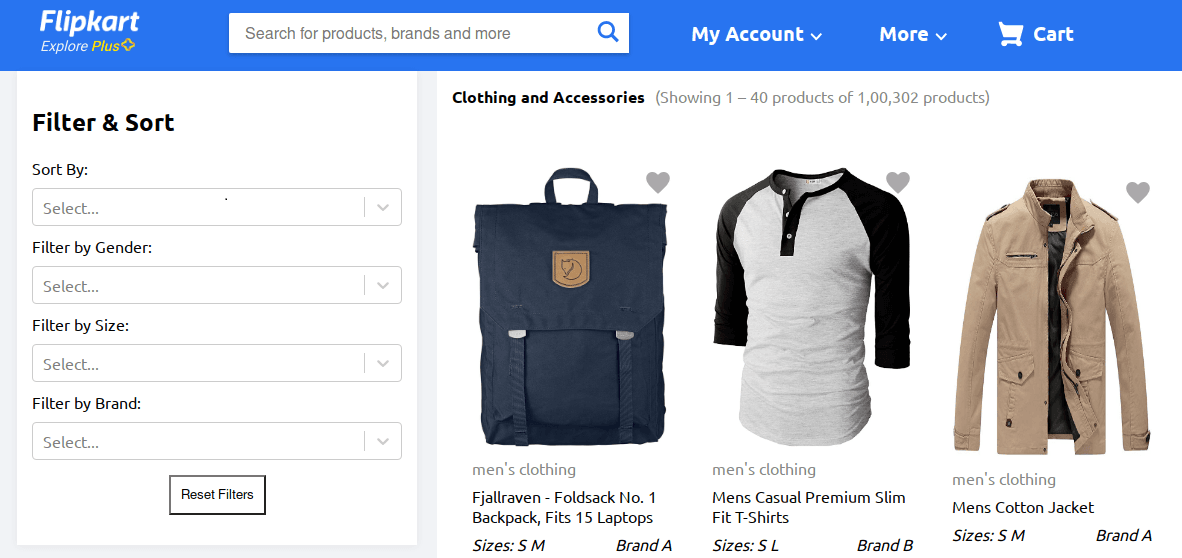 Flipkart
Explore Plus
Search for products, brands and more
My Account
More
Cart
Filter & Sort
Sort By:
Select...
Filter by Gender:
Select...
Filter by Size:
Select...
Filter by Brand:
Select...
Reset Filters
Clothing and Accessories (Showing 1 – 40 products of 1,00,302 products)
men's clothing
Fjallraven - Foldsack No. 1
Backpack, Fits 15 Laptops
Sizes: S M Brand A
men's clothing
Mens Casual Premium Slim
Fit T-Shirts
Sizes: S L Brand B
men's clothing
Mens Cotton Jacket
Sizes: S M Brand A